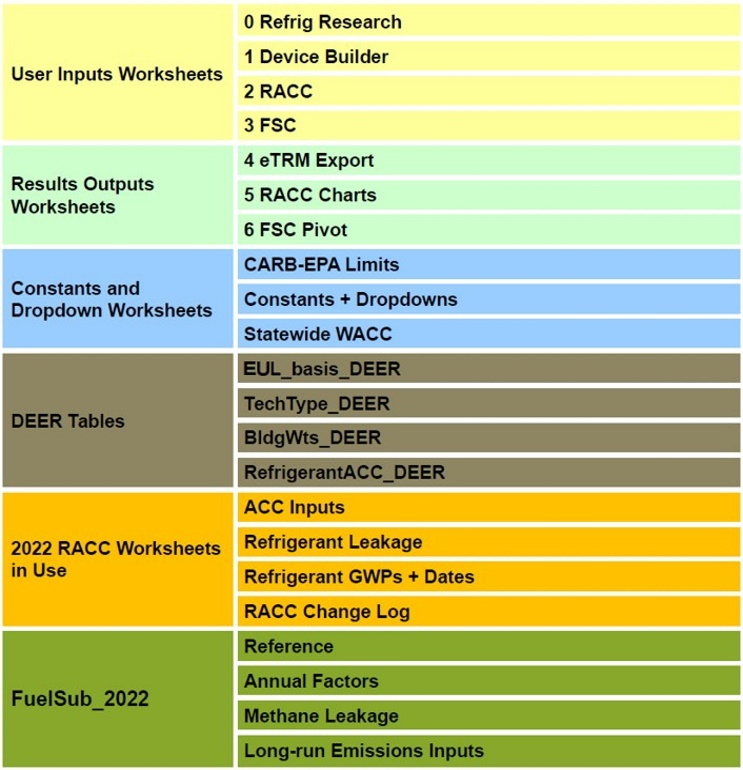 User Inputs Worksheets
0 Refrig Research
1 Device Builder
2 RACC
3 FSC
Results Outputs
Worksheets
4 eTRM Export
5 RACC Charts
6 FSC Pivot
Constants and
Dropdown Worksheets
CARB-EPA Limits
Constants + Dropdowns
Statewide WACC
DEER Tables
EUL_basis_DEER
TechType_DEER
BldgWts_DEER
RefrigerantACC_DEER
2022 RACC Worksheets
in Use
ACC Inputs
Refrigerant Leakage
Refrigerant GWPs + Dates
RACC Change Log
FuelSub_2022
Reference
Annual Factors
Methane Leakage
Long-run Emissions Inputs